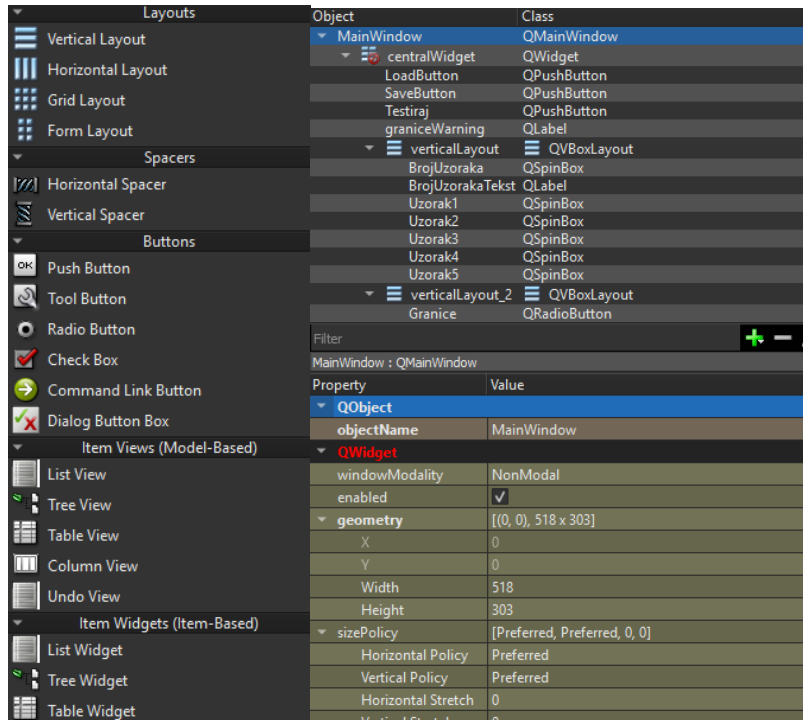 Layouts
Vertical Layout
Horizontal Layout
Grid Layout
Form Layout
Spacers
Horizontal Spacer
Vertical Spacer
Buttons
OK Push Button
Tool Button
Radio Button
Check Box
Command Link Button
Dialog Button Box
Item Views (Model-Based)
List View
Tree View
Table View
Column View
Undo View
Item Widgets (Item-Based)
List Widget
Tree Widget
Table Widget
Object Class
MainWindow QMainWindow
centralWidget QWidget
LoadButton QPushButton
SaveButton QPushButton
Testiraj QPushButton
graniceWarning QLabel
verticalLayout QVBoxLayout
BrojUzoraka QSpinBox
BrojUzorakaTekst QLabel
Uzorak1 QSpinBox
Uzorak2 QSpinBox
Uzorak3 QSpinBox
Uzorak4 QSpinBox
Uzorak5 QSpinBox
verticalLayout_2 QVBoxLayout
Granice QRadioButton
Filter
MainWindow : QMainWindow
Property Value
QObject
objectName MainWindow
QWidget
windowModality NonModal
enabled
geometry [(0, 0), 518 x 303]
X 0
Y 0
Width 518
Height 303
sizePolicy [Preferred, Preferred, 0, 0]
Horizontal Policy Preferred
Vertical Policy Preferred
Horizontal Stretch 0